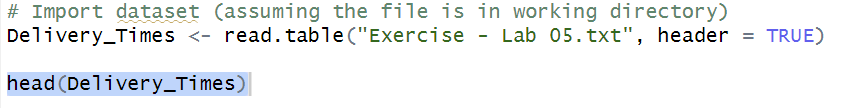 # Import dataset (assuming the file is in working directory)
Delivery_Times <- read.table("Exercise - Lab 05.txt", header = TRUE)
head(Delivery_Times)